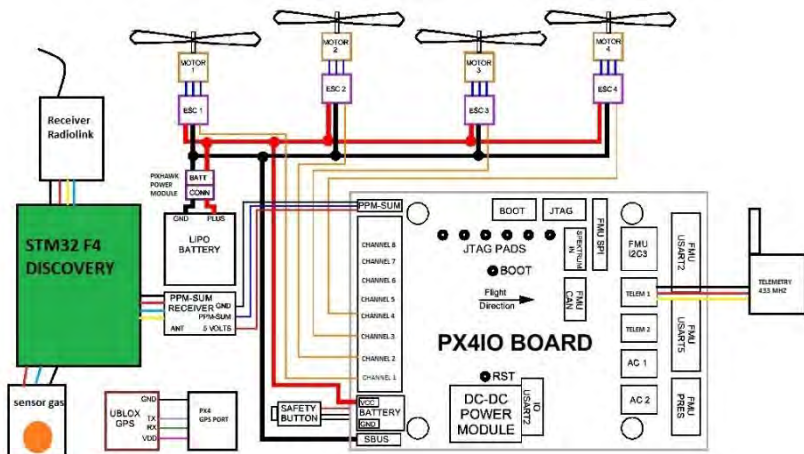 MOTOR
1
MOTOR
2
MOTOR
3
MOTOR
4
ESC 1
ESC 2
ESC 3
ESC 4
Receiver
Radiolink
PIXHAWK
POWER
MODULE
BATT
CONN
GND
PLUS
LIPO
BATTERY
STM32 F4
DISCOVERY
PPM-SUM
RECEIVER
GND
PPM-SUM
ANT
5 VOLTS
sensor gas
UBLOX
GPS
GND
TX
RX
VDD
PX4
GPS PORT
SAFETY
BUTTON
PPM-SUM
CHANNEL 8
CHANNEL 7
CHANNEL 6
CHANNEL 5
CHANNEL 4
CHANNEL 3
CHANNEL 2
CHANNEL 1
VCC
BATTERY
GND
SBUS
BOOT
JTAG
JTAG PADS
SPEKTRUM
IN
FMU SPI
BOOT
Flight
Direction
FMU
CAN
PX4IO BOARD
RST
DC-DC
POWER
MODULE
IO
USART2
FMU
I2C3
TELEM 1
TELEM 2
AC 1
AC 2
FMU
USART2
FMU
USART5
FMU
PRES
TELEMETRY
433 MHZ